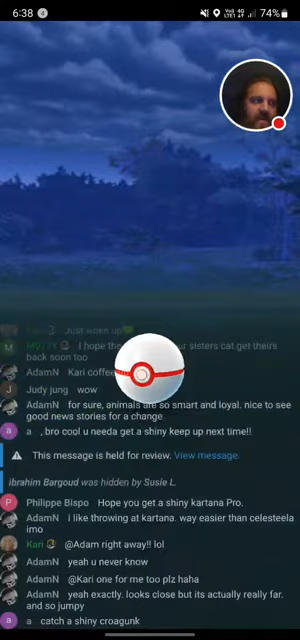 6:38
4
Vo))
LTE1
4G
74%
Just woke up
M
I hope the
ur sisters cat get theirs
back soon too
AdamN Kari coffee
J Judy jung wow
AdamN for sure, animals are so smart and loyal. nice to see
good news stories for a change
a a , bro cool u needa get a shiny keep up next time!!
This message is held for review. View message.
ibrahim Bargoud was hidden by Susie L.
P Philippe Bispo Hope you get a shiny kartana Pro.
AdamN i like throwing at kartana. way easier than celesteela
imo
Kari @Adam right away!! lol
AdamN yeah u never know
AdamN @Kari one for me too plz haha
AdamN yeah exactly. looks close but its actually really far.
and so jumpy
a a catch a shiny croagunk